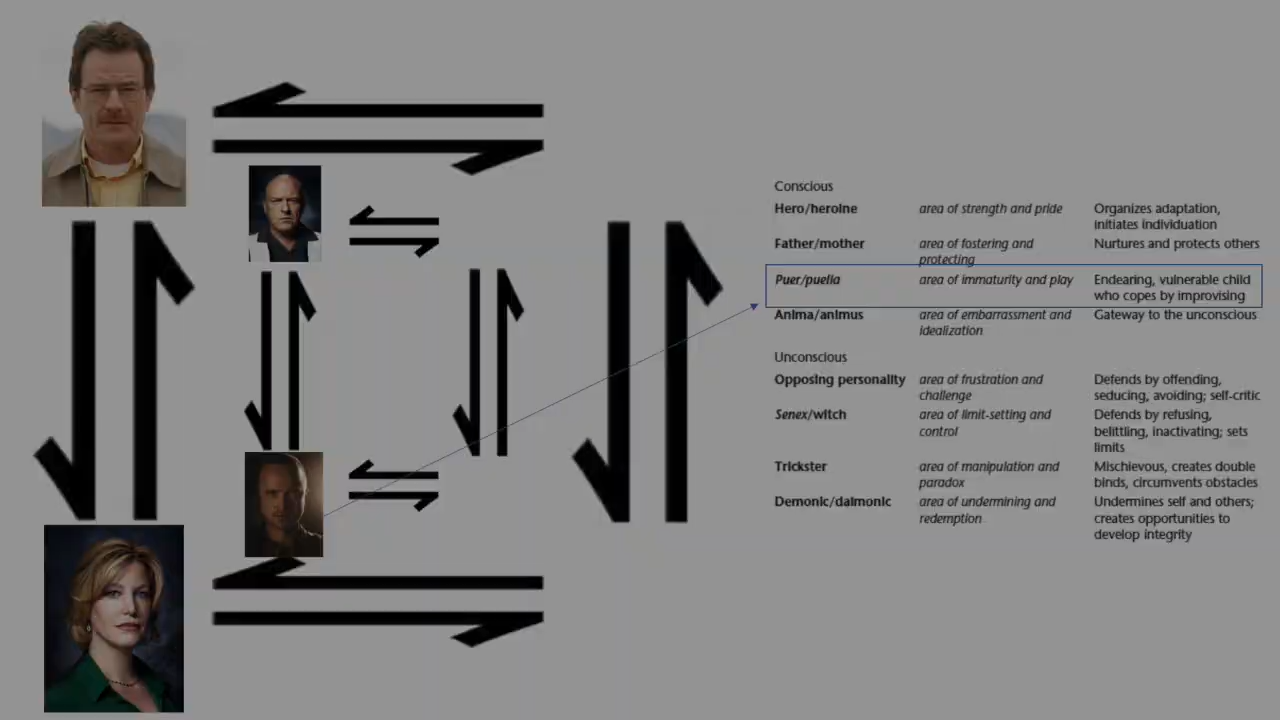 Conscious
Hero/heroine area of strength and pride Organizes adaptation,
initiates individuation
Father/mother area of fostering and Nurtures and protects others
protecting
Puer/puella area of immaturity and play Endearing, vulnerable child
who copes by improvising
Anima/animus area of embarrassment and Gateway to the unconscious
idealization
Unconscious
Opposing personality area of frustration and Defends by offending,
challenge seducing, avoiding; self-critic
Senex/witch area of limit-setting and Defends by refusing,
control belittling, inactivating; sets
limits
Trickster area of manipulation and Mischievous, creates double
paradox binds, circumvents obstacles
Demonic/daimonic area of undermining and Undermines self and others;
redemption creates opportunities to
develop integrity